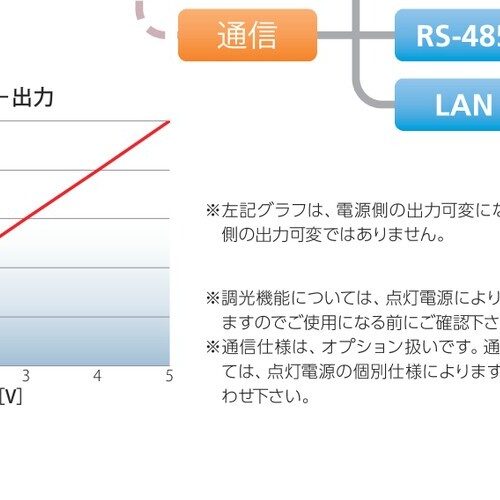 通信
RS-485
LAN
−出力
※左記グラフは、電源側の出力可変に
側の出力可変ではありません。
※調光機能については、点灯電源により
ますのでご使用になる前にご確認下さ
※通信仕様は、オプション扱いです。通
ては、点灯電源の個別仕様によります
わせ下さい。
3 4 5
[V]